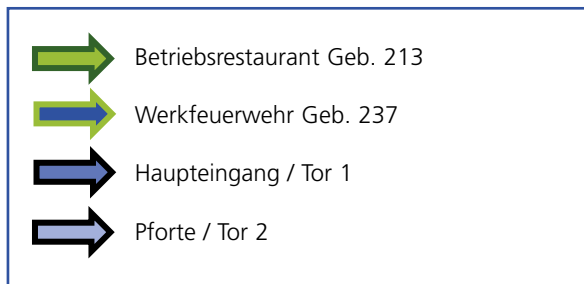 Betriebsrestaurant Geb. 213
Werkfeuerwehr Geb. 237
Haupteingang / Tor 1
Pforte / Tor 2